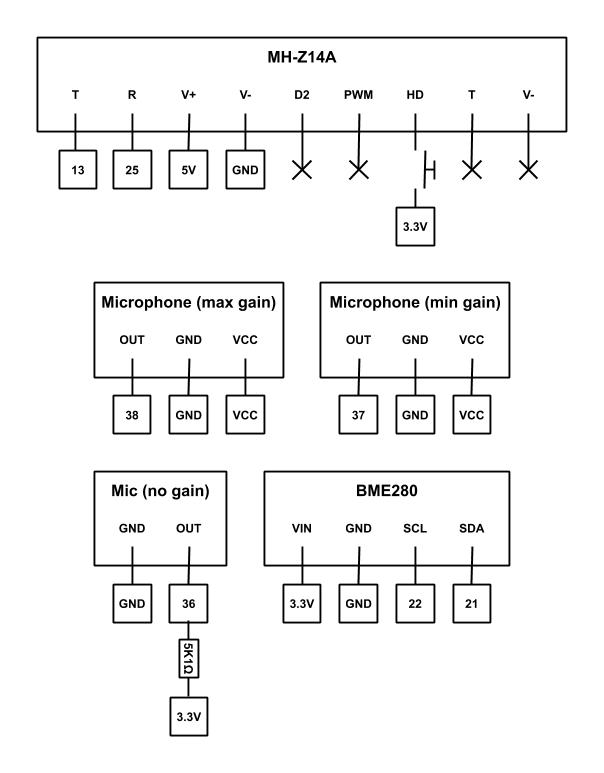 MH-Z14A
T R V+ V- D2 PWM HD T V-
13 25 5V GND
3.3V
Microphone (max gain)
OUT GND VCC
38 GND VCC
Microphone (min gain)
OUT GND VCC
37 GND VCC
Mic (no gain)
GND OUT
GND 36
5K1Ω
3.3V
BME280
VIN GND SCL SDA
3.3V GND 22 21